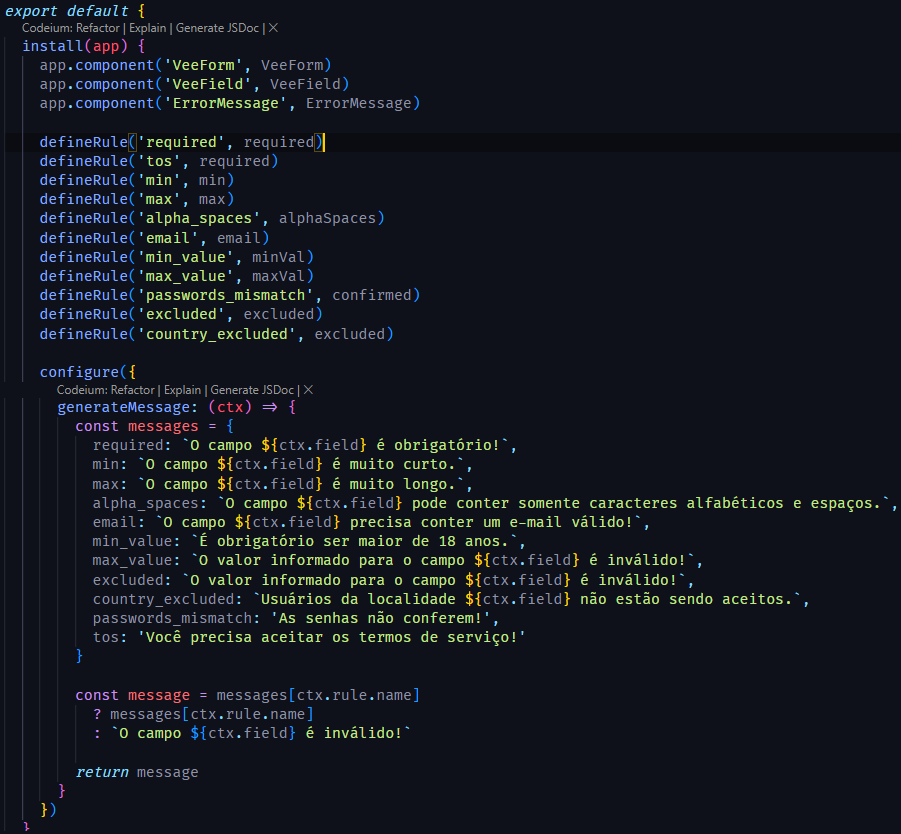 export default {
Codeium: Refactor | Explain | Generate JSDoc | ×
install(app) {
app.component('VeeForm', VeeForm)
app.component('VeeField', VeeField)
app.component('ErrorMessage', ErrorMessage)
defineRule('required', required)
defineRule('tos', required)
defineRule('min', min)
defineRule('max', max)
defineRule('alpha_spaces', alphaSpaces)
defineRule('email', email)
defineRule('min_value', minVal)
defineRule('max_value', maxVal)
defineRule('passwords_mismatch', confirmed)
defineRule('excluded', excluded)
defineRule('country_excluded', excluded)
configure({
Codeium: Refactor | Explain | Generate JSDoc | ×
generateMessage: (ctx) => {
const messages = {
required: `O campo ${ctx.field} é obrigatório!`,
min: `O campo ${ctx.field} é muito curto.`,
max: `O campo ${ctx.field} é muito longo.`,
alpha_spaces: `O campo ${ctx.field} pode conter somente caracteres alfabéticos e espaços.`,
email: `O campo ${ctx.field} precisa conter um e-mail válido!`,
min_value: `É obrigatório ser maior de 18 anos.`,
max_value: `O valor informado para o campo ${ctx.field} é inválido!`,
excluded: `O valor informado para o campo ${ctx.field} é inválido!`,
country_excluded: `Usuários da localidade ${ctx.field} não estão sendo aceitos.`,
passwords_mismatch: 'As senhas não conferem!',
tos: 'Você precisa aceitar os termos de serviço!'
}
const message = messages[ctx.rule.name]
? messages[ctx.rule.name]
: `O campo ${ctx.field} é inválido!`
return message
}
})
}